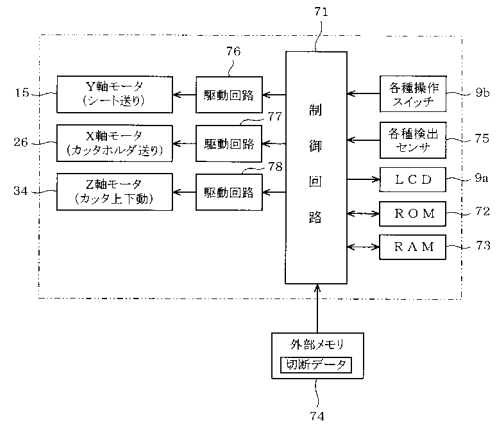 71
76
15
Y軸モータ
(シート送り)
駆動回路
77
26
X軸モータ
(カッタホルダ送り)
駆動回路
78
34
Z軸モータ
(カッタ上下動)
駆動回路
制御回路
各種操作
スイッチ
9b
各種検出
センサ
75
LCD
9a
ROM
72
RAM
73
外部メモリ
切断データ
74